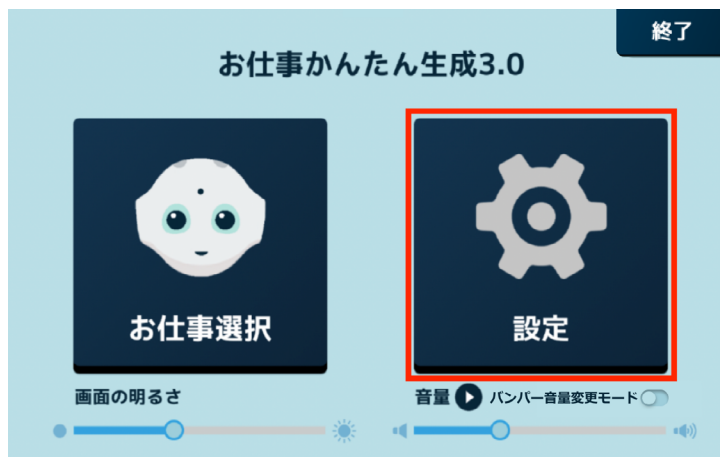 終了
お仕事かんたん生成3.0
お仕事選択
設定
画面の明るさ
音量 バンパー音量変更モード